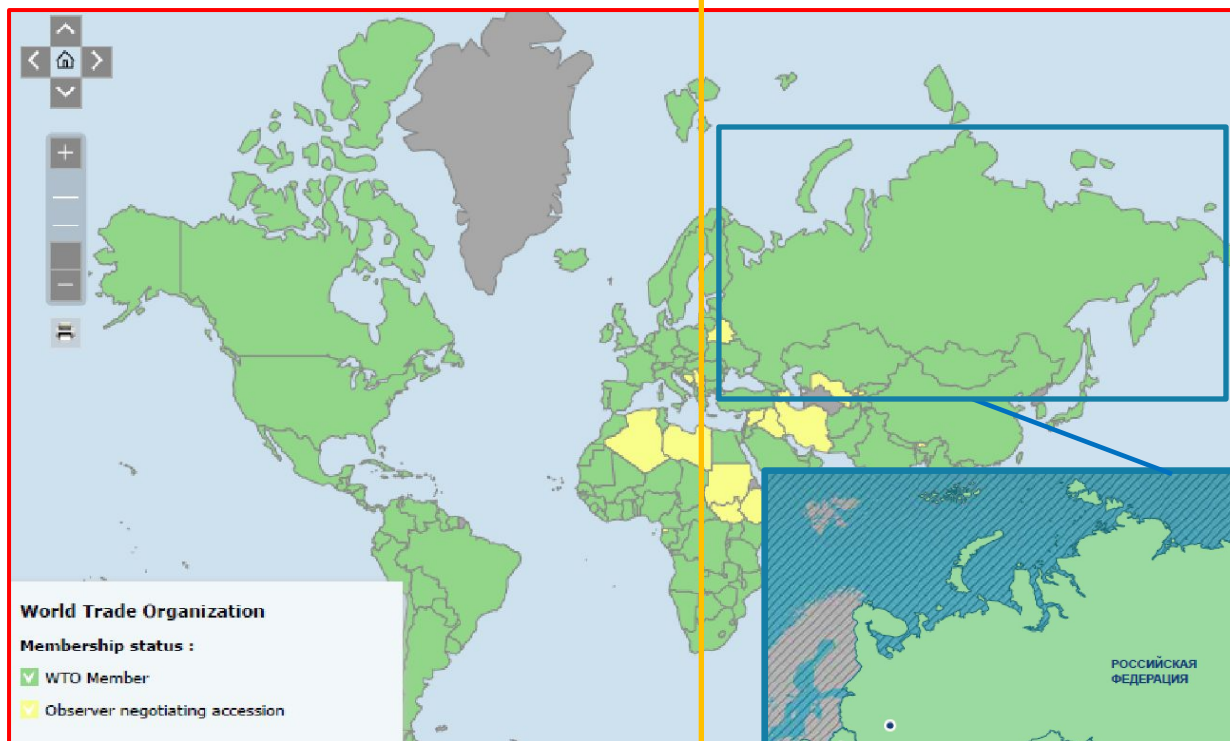 World Trade Organization
Membership status :
WTO Member
Observer negotiating accession
РОССИЙСКАЯ
ФЕДЕРАЦИЯ